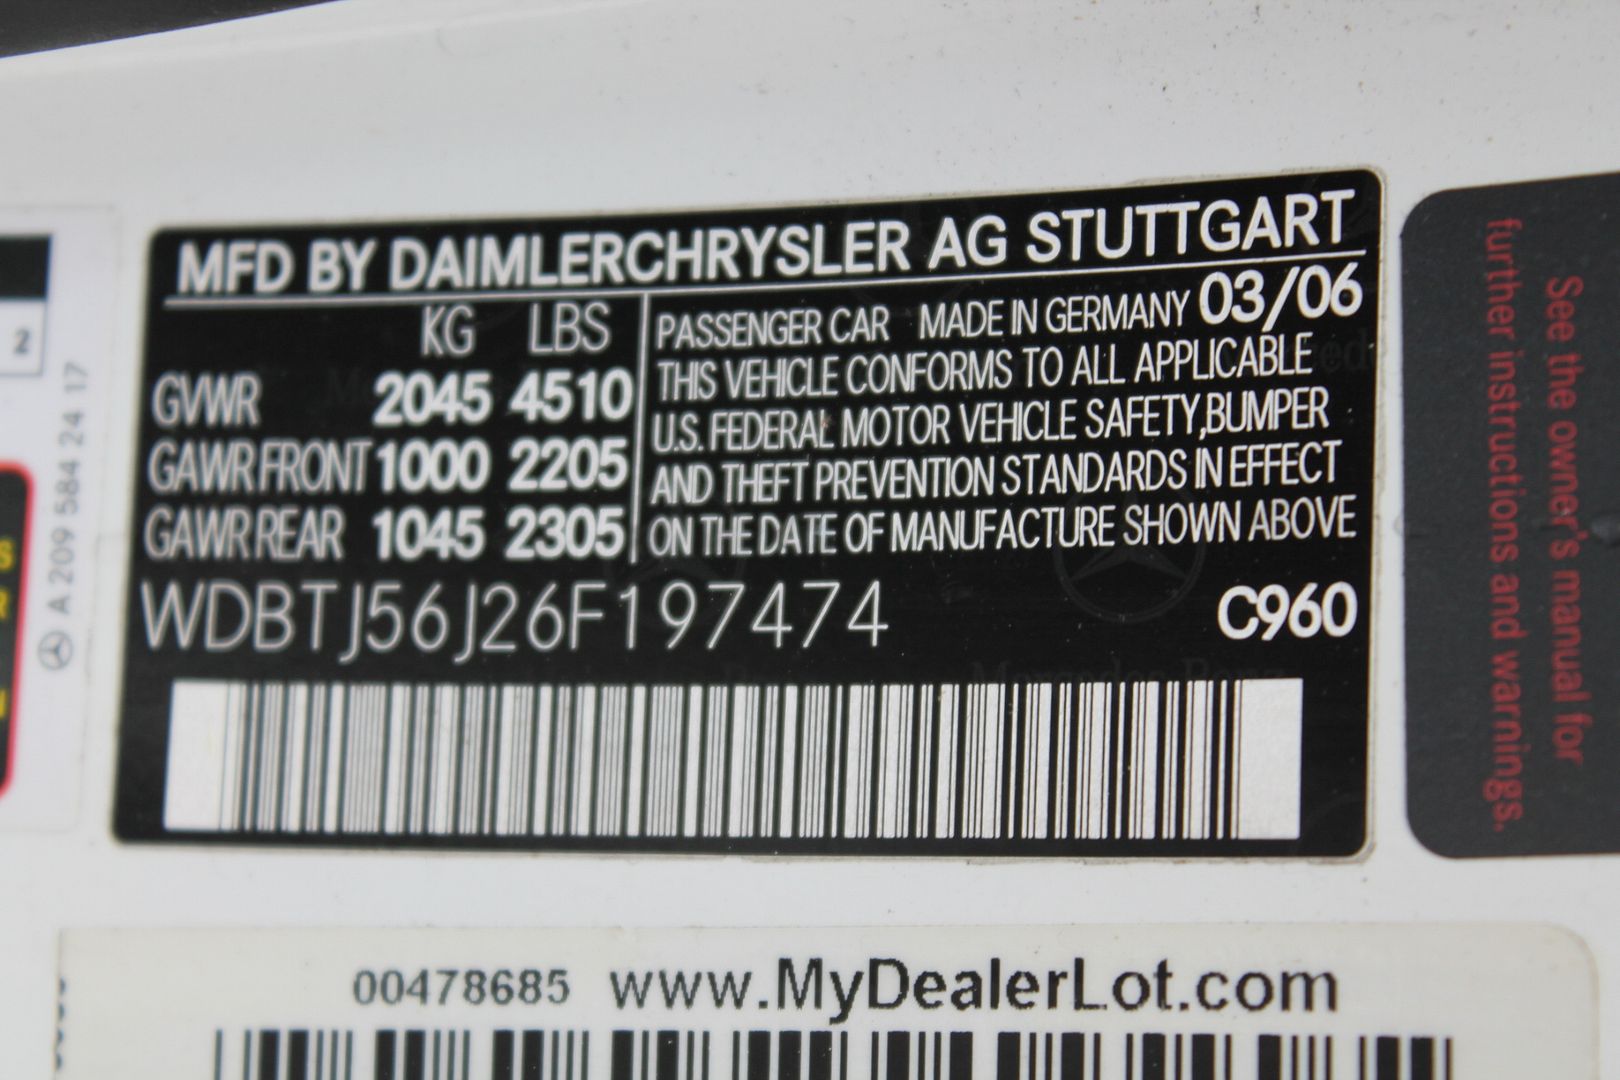 MFD BY DAIMLERCHRYSLER AG STUTTGART
KG LBS
GVWR 2045 4510
GAWR FRONT 1000 2205
GAWR REAR 1045 2305
PASSENGER CAR MADE IN GERMANY 03/06
THIS VEHICLE CONFORMS TO ALL APPLICABLE
U.S. FEDERAL MOTOR VEHICLE SAFETY,BUMPER
AND THEFT PREVENTION STANDARDS IN EFFECT
ON THE DATE OF MANUFACTURE SHOWN ABOVE
WDBTJ56J26F197474 C960
2
A 209 584 24 17
See the owner's manual for
further instructions and warnings.
00478685 www.MyDealerLot.com